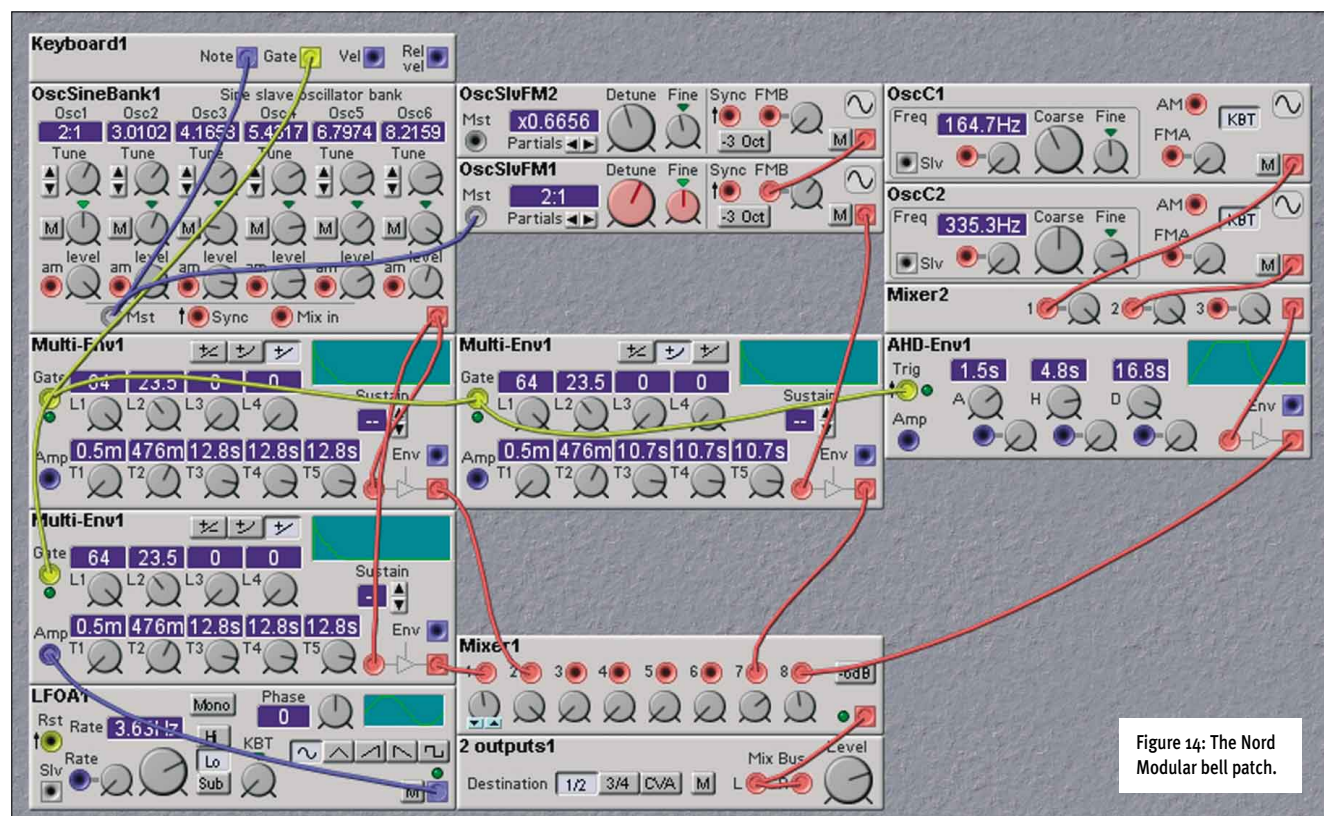 Keyboard1
Note Gate Vel Rel vel
OscSineBank1 Sine slave oscillator bank
Osc1 Osc2 Osc3 Osc4 Osc5 Osc6
2:1 3.0102 4.1653 5.4317 6.7974 8.2159
Tune Tune Tune Tune Tune Tune
M M M M M M
level level level level level level
am am am am am am
Mst Sync Mix in
OscSlvFM2 Detune Fine Sync FMB
Mst x0.6656
Partials -3 Oct M
OscSlvFM1 Detune Fine Sync FMB
Mst 2:1
Partials -3 Oct M
OscC1
Freq 164.7Hz Coarse Fine AM KBT
Slv FMA M
OscC2
Freq 335.3Hz Coarse Fine AM KBT
Slv FMA M
Mixer2
1 2 3
Multi-Env1
Gate 64 23.5 0 0 Sustain
L1 L2 L3 L4 --
Amp 0.5m 476m 12.8s 12.8s 12.8s Env
T1 T2 T3 T4 T5
Multi-Env1
Gate 64 23.5 0 0 Sustain
L1 L2 L3 L4 --
Amp 0.5m 476m 10.7s 10.7s 10.7s Env
T1 T2 T3 T4 T5
AHD-Env1
Trig 1.5s 4.8s 16.8s
A H D Env
Amp
Multi-Env1
Gate 64 23.5 0 0 Sustain
L1 L2 L3 L4
Amp 0.5m 476m 12.8s 12.8s 12.8s Env
T1 T2 T3 T4 T5
LFOA1 Mono Phase
Rst Rate 3.63Hz Hi 0
Slv Rate Lo KBT
Sub M
Mixer1
1 2 3 4 5 6 7 8 -6dB
2 outputs1 Mix Bus Level
Destination 1/2 3/4 CVA M L R
Figure 14: The Nord
Modular bell patch.